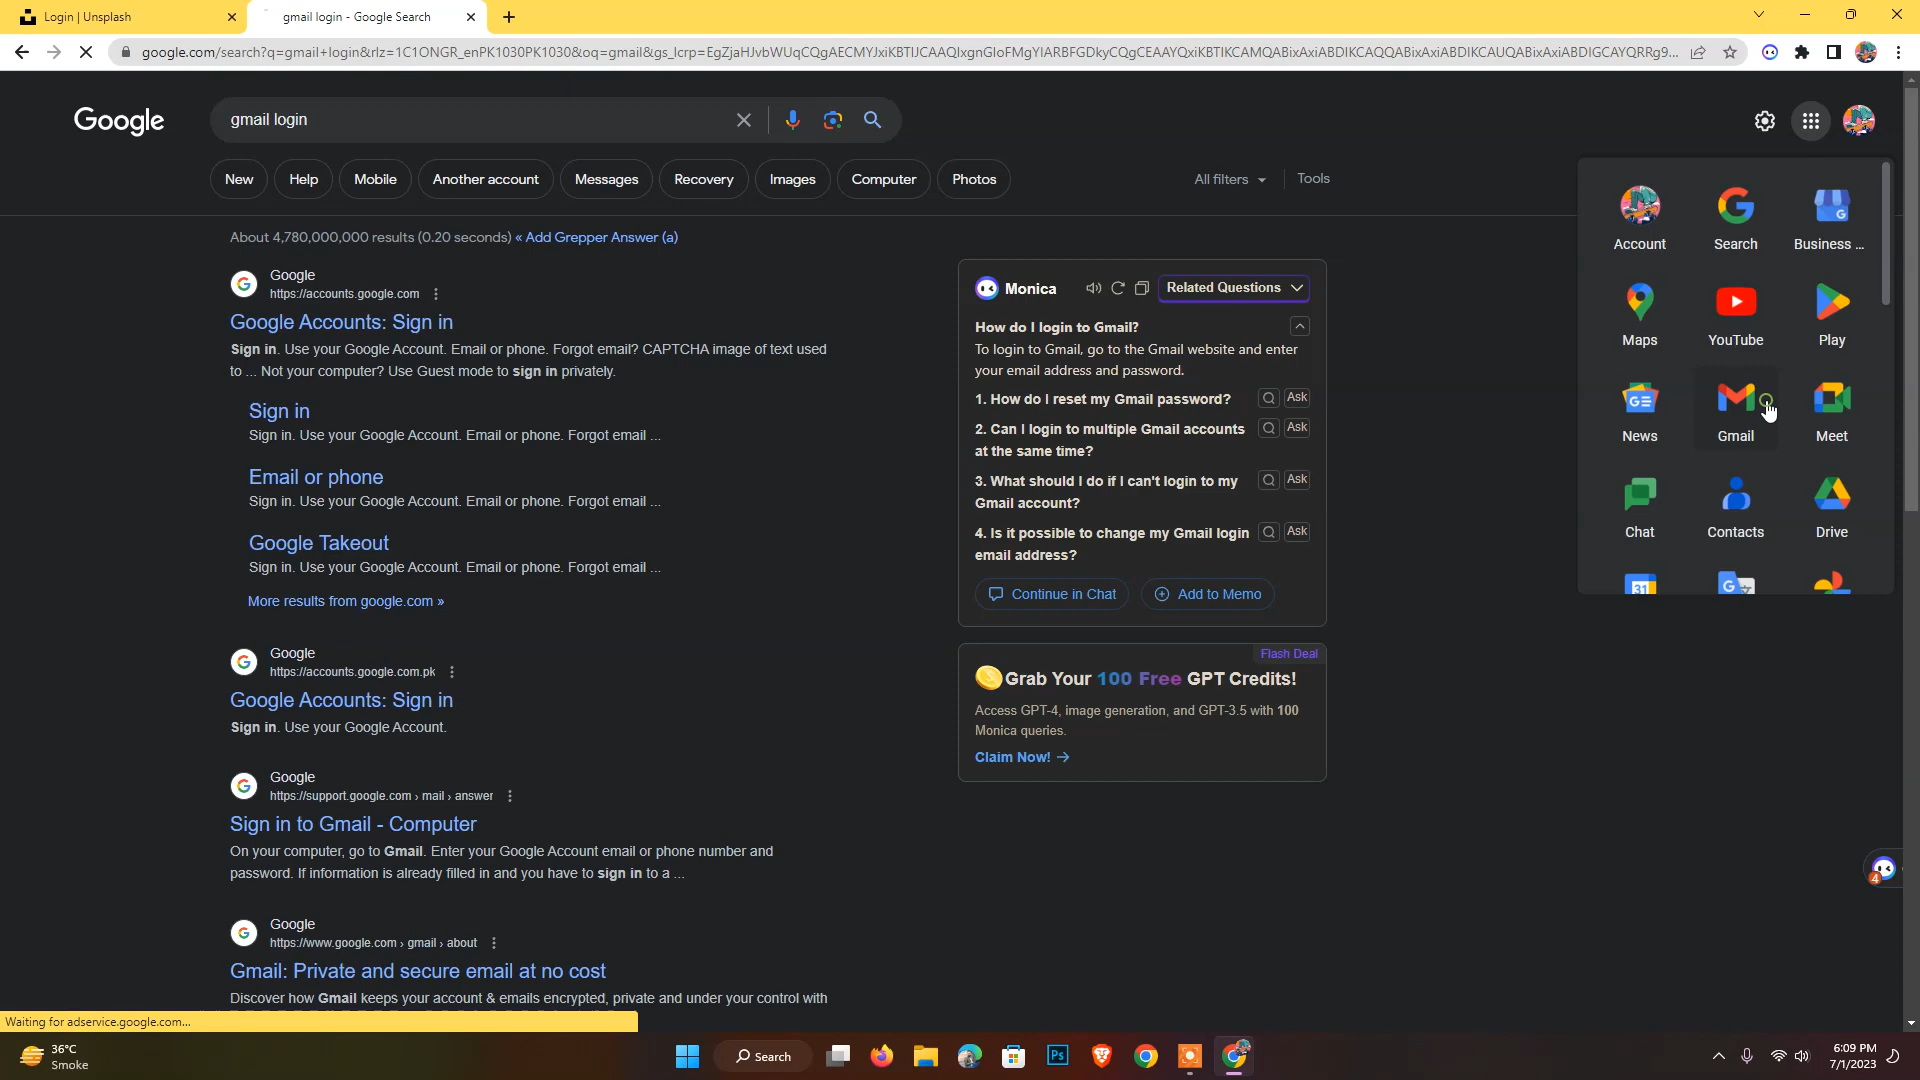 Login | Unsplash
gmail login - Google Search
google.com/search?q=gmail+login&rlz=1C1ONGR_enPK1030PK1030&oq=gmail&gs_lcrp=
Google
gmail login
New Help Mobile Another account Messages Recovery Images Computer Photos
All filters Tools
About 4,780,000,000 results (0.20 seconds) « Add Grepper Answer (a)
Google
https://accounts.google.com
Google Accounts: Sign in
Sign in. Use your Google Account. Email or phone. Forgot email? CAPTCHA image of text used
to ... Not your computer? Use Guest mode to sign in privately.
Sign in
Sign in. Use your Google Account. Email or phone. Forgot email ...
Email or phone
Sign in. Use your Google Account. Email or phone. Forgot email ...
Google Takeout
Sign in. Use your Google Account. Email or phone. Forgot email ...
More results from google.com »
Google
https://accounts.google.com.pk
Google Accounts: Sign in
Sign in. Use your Google Account.
Google
https://support.google.com › mail › answer
Sign in to Gmail - Computer
On your computer, go to Gmail. Enter your Google Account email or phone number and
password. If information is already filled in and you have to sign in to a ...
Google
https://www.google.com › gmail › about
Gmail: Private and secure email at no cost
Discover how Gmail keeps your account & emails encrypted, private and under your control with
Monica
Related Questions
How do I login to Gmail?
To login to Gmail, go to the Gmail website and enter
your email address and password.
1. How do I reset my Gmail password?
Ask
2. Can I login to multiple Gmail accounts
at the same time?
Ask
3. What should I do if I can't login to my
Gmail account?
Ask
4. Is it possible to change my Gmail login
email address?
Ask
Continue in Chat
Add to Memo
Flash Deal
Grab Your 100 Free GPT Credits!
Access GPT-4, image generation, and GPT-3.5 with 100
Monica queries.
Claim Now! →
Account Search Business ...
Maps YouTube Play
News Gmail Meet
Chat Contacts Drive
31
4
Waiting for adservice.google.com...
36°C
Smoke
Search
Ps
6:09 PM
7/1/2023